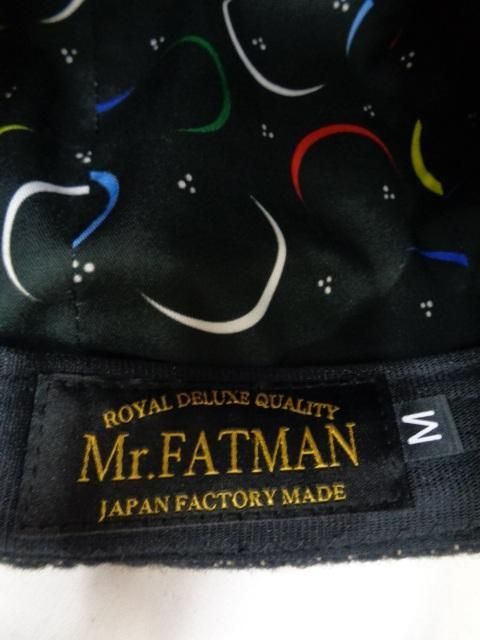 ROYAL DELUXE QUALITY
Mr.FATMAN
JAPAN FACTORY MADE
M